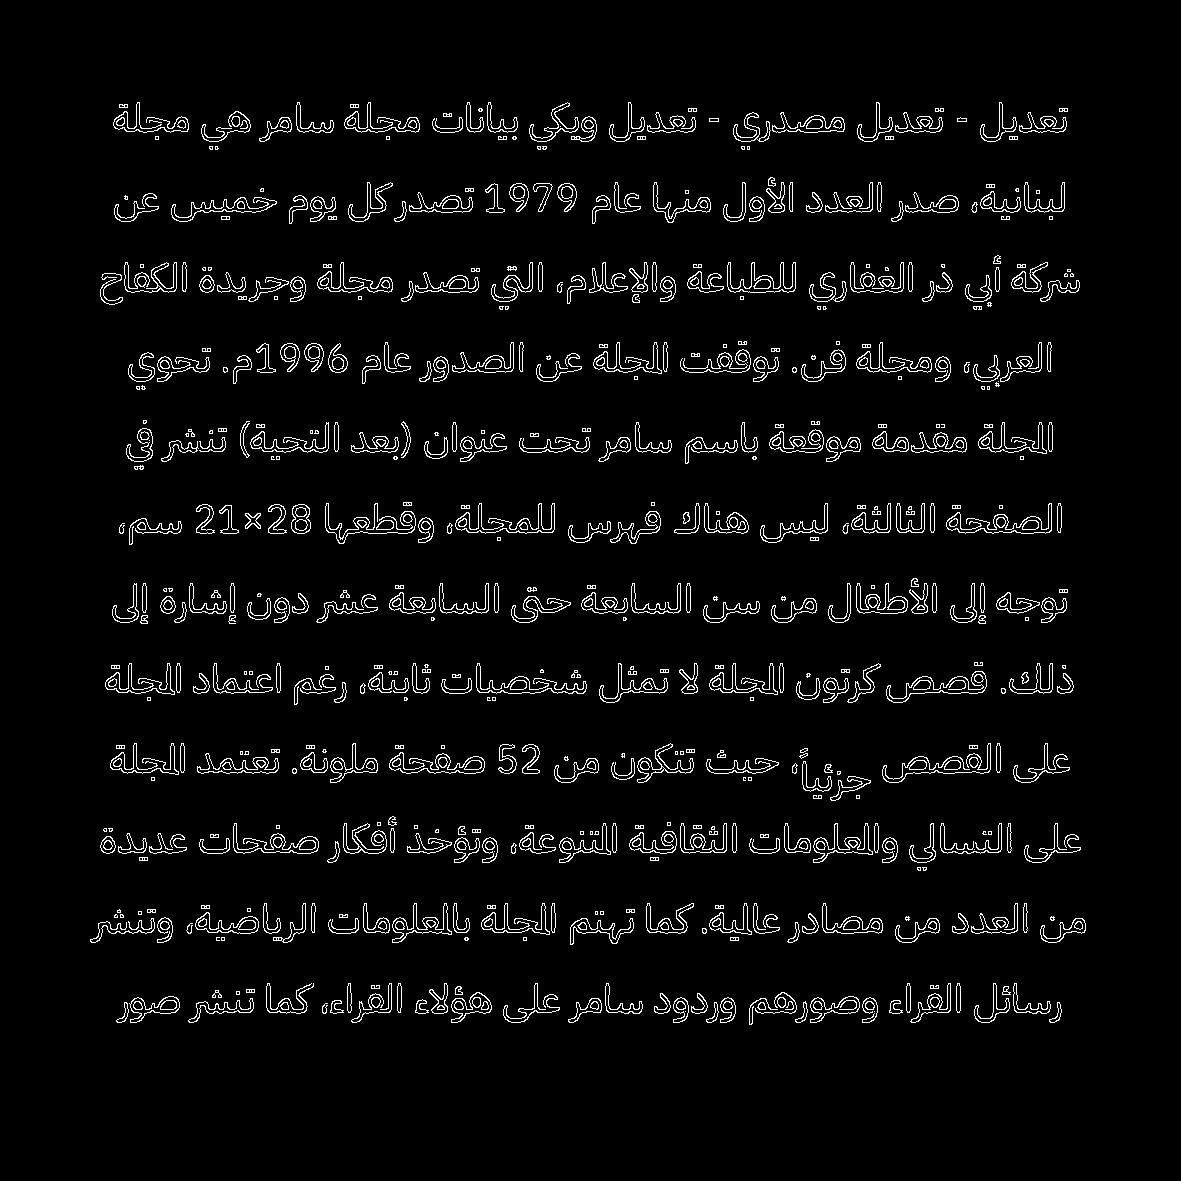 تعديل - تعديل مصدري - تعديل ويكي بيانات مجلة سامر هي مجلة
لبنانية، صدر العدد الأول منها عام 1979 تصدر كل يوم خميس عن
شركة أبي ذر الغفاري للطباعة والإعلام، التي تصدر مجلة وجريدة الكفاح
العربي، ومجلة فن. توقفت المجلة عن الصدور عام 1996م. تحوي
المجلة مقدمة موقعة باسم سامر تحت عنوان (بعد التحية) تنشر في
الصفحة الثالثة، ليس هناك فهرس للمجلة، وقطعها 28×21 سم،
توجه إلى الأطفال من سن السابعة حتى السابعة عشر دون إشارة إلى
ذلك. قصص كرتون المجلة لا تمثل شخصيات ثابتة، رغم اعتماد المجلة
على القصص جزئياً، حيث تتكون من 52 صفحة ملونة. تعتمد المجلة
على التسالي والمعلومات الثقافية المتنوعة، وتؤخذ أفكار صفحات عديدة
من العدد من مصادر عالمية. كما تهتم المجلة بالمعلومات الرياضية، وتنشر
رسائل القراء وصورهم وردود سامر على هؤلاء القراء، كما تنشر صور